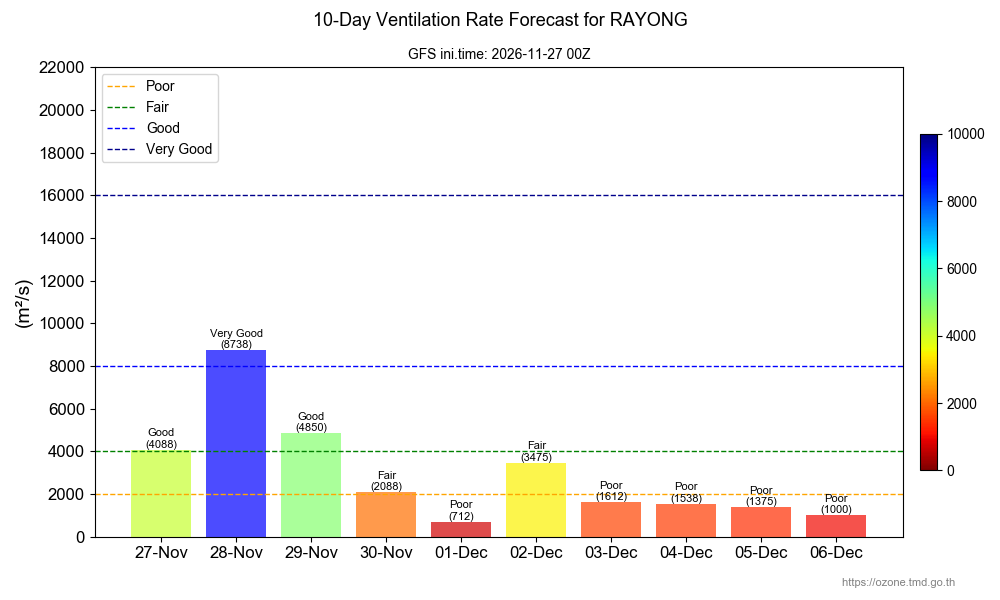 10-Day Ventilation Rate Forecast for RAYONG
GFS ini.time: 2026-11-27 00Z
(m²/s)
22000
20000
18000
16000
14000
12000
10000
8000
6000
4000
2000
0
Poor
Fair
Good
Very Good
Good
(4088)
Very Good
(8738)
Good
(4850)
Fair
(2088)
Poor
(712)
Fair
(3475)
Poor
(1612)
Poor
(1538)
Poor
(1375)
Poor
(1000)
27-Nov 28-Nov 29-Nov 30-Nov 01-Dec 02-Dec 03-Dec 04-Dec 05-Dec 06-Dec
10000
8000
6000
4000
2000
0
https://ozone.tmd.go.th